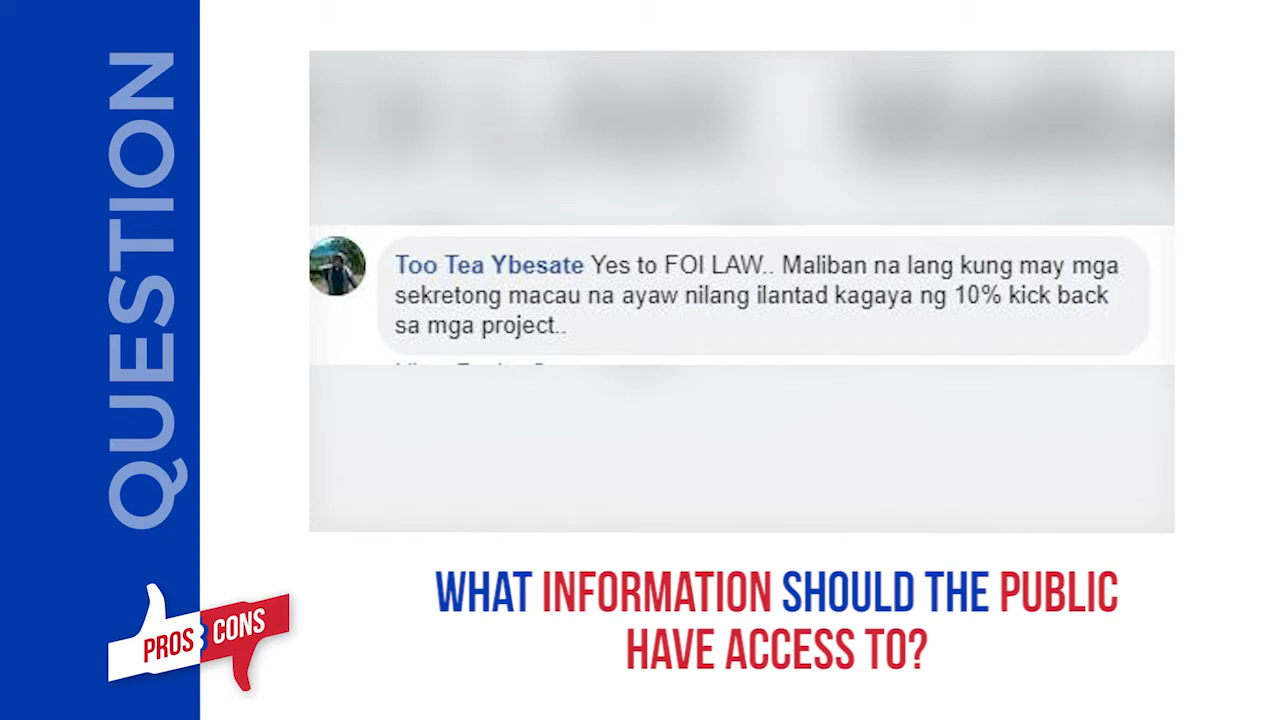 QUESTION
Too Tea Ybesate Yes to FOI LAW.. Maliban na lang kung may mga
sekretong macau na ayaw nilang ilantad kagaya ng 10% kick back
sa mga project..
WHAT INFORMATION SHOULD THE PUBLIC
HAVE ACCESS TO?
PROS CONS